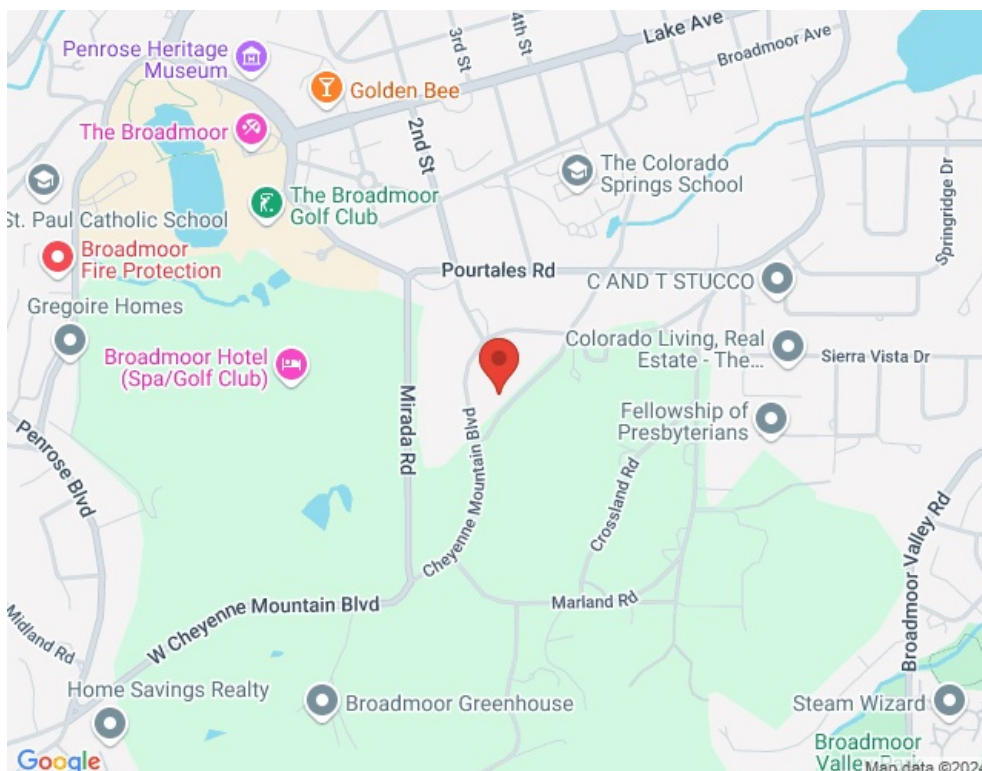 Lake Ave
3rd St
4th St
Broadmoor Ave
Penrose Heritage
Museum
Golden Bee
The Broadmoor
2nd St
The Colorado
Springs School
Springridge Dr
The Broadmoor
Golf Club
St. Paul Catholic School
Broadmoor
Fire Protection
Pourtales Rd
C AND T STUCCO
Gregoire Homes
Colorado Living, Real
Estate - The...
Sierra Vista Dr
Broadmoor Hotel
(Spa/Golf Club)
Mirada Rd
Cheyenne Mountain Blvd
Fellowship of
Presbyterians
Penrose Blvd
Crossland Rd
Broadmoor Valley Rd
Cheyenne Mountain Blvd
W Cheyenne Mountain Blvd
Marland Rd
Midland Rd
Home Savings Realty
Broadmoor Greenhouse
Steam Wizard
Broadmoor
Valley Park
Google
Map data ©2024